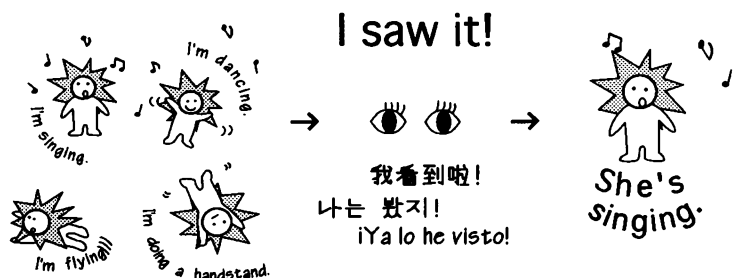 I'm singing.
I'm dancing.
I'm flying!
I'm doing a handstand.
I saw it!
我看到啦!
나는 봤지!
¡Ya lo he visto!
She's
singing.